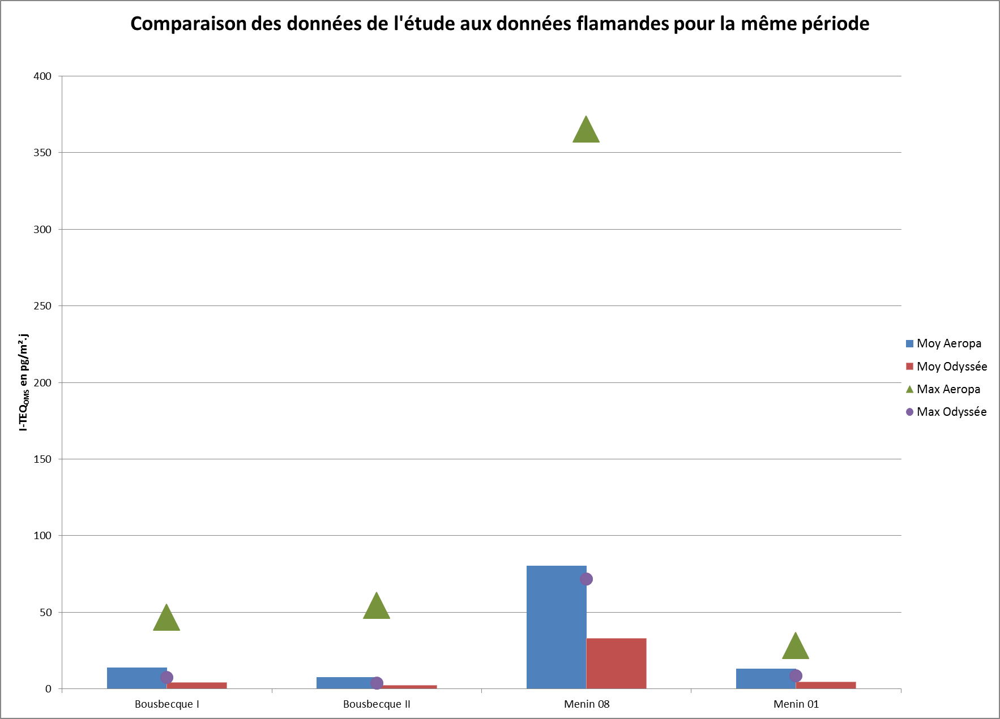 Comparaison des données de l'étude aux données flamandes pour la même période
I-TEQOMS en pg/m².j
400
350
300
250
200
150
100
50
0
Bousbecque I
Bousbecque II
Menin 08
Menin 01
Moy Aeropa
Moy Odyssée
Max Aeropa
Max Odyssée